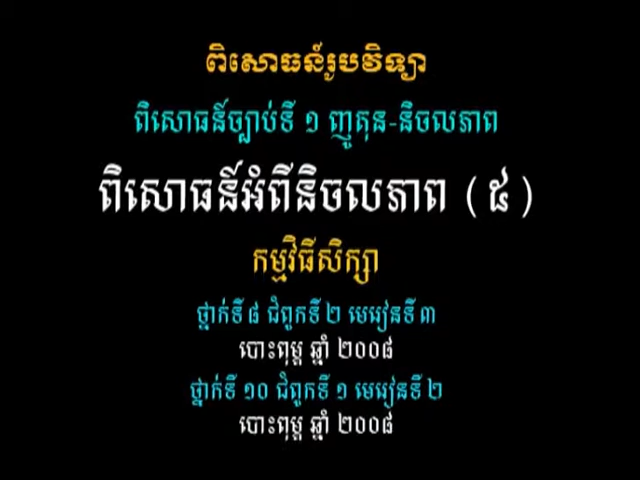 ពិសោធន៍រូបវិទ្យា
ពិសោធន៍ច្បាប់ទី ១ ញូតុន-និចលភាព
ពិសោធន៍អំពីនិចលភាព ( ៥ )
កម្មវិធីសិក្សា
ថ្នាក់ទី ៨ ជំពូកទី ២ មេរៀនទី ៣
បោះពុម្ព ឆ្នាំ ២០០៨
ថ្នាក់ទី ១០ ជំពូកទី ១ មេរៀនទី ២
បោះពុម្ព ឆ្នាំ ២០០៨